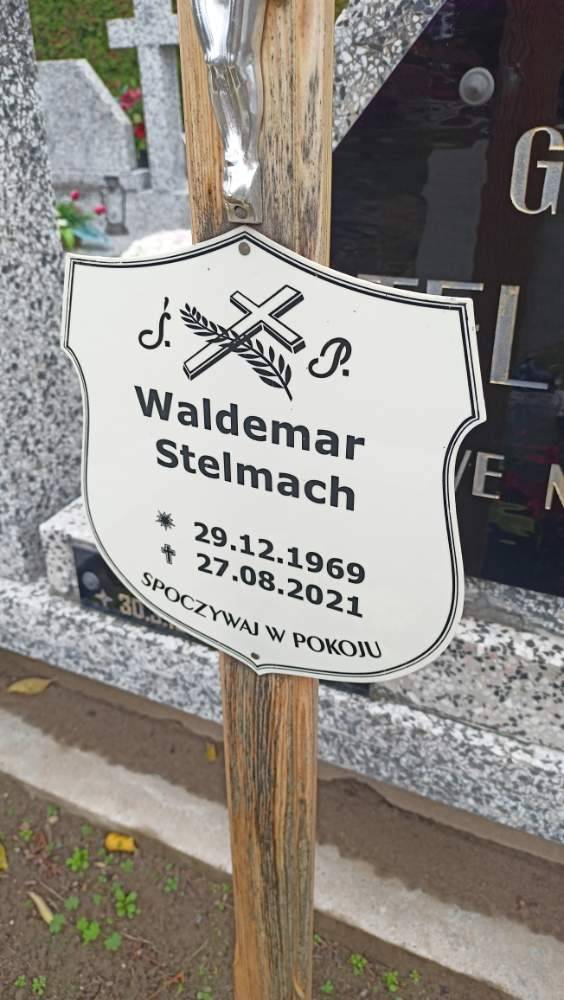 Ś. P.
Waldemar
Stelmach
29.12.1969
27.08.2021
SPOCZYWAJ W POKOJU